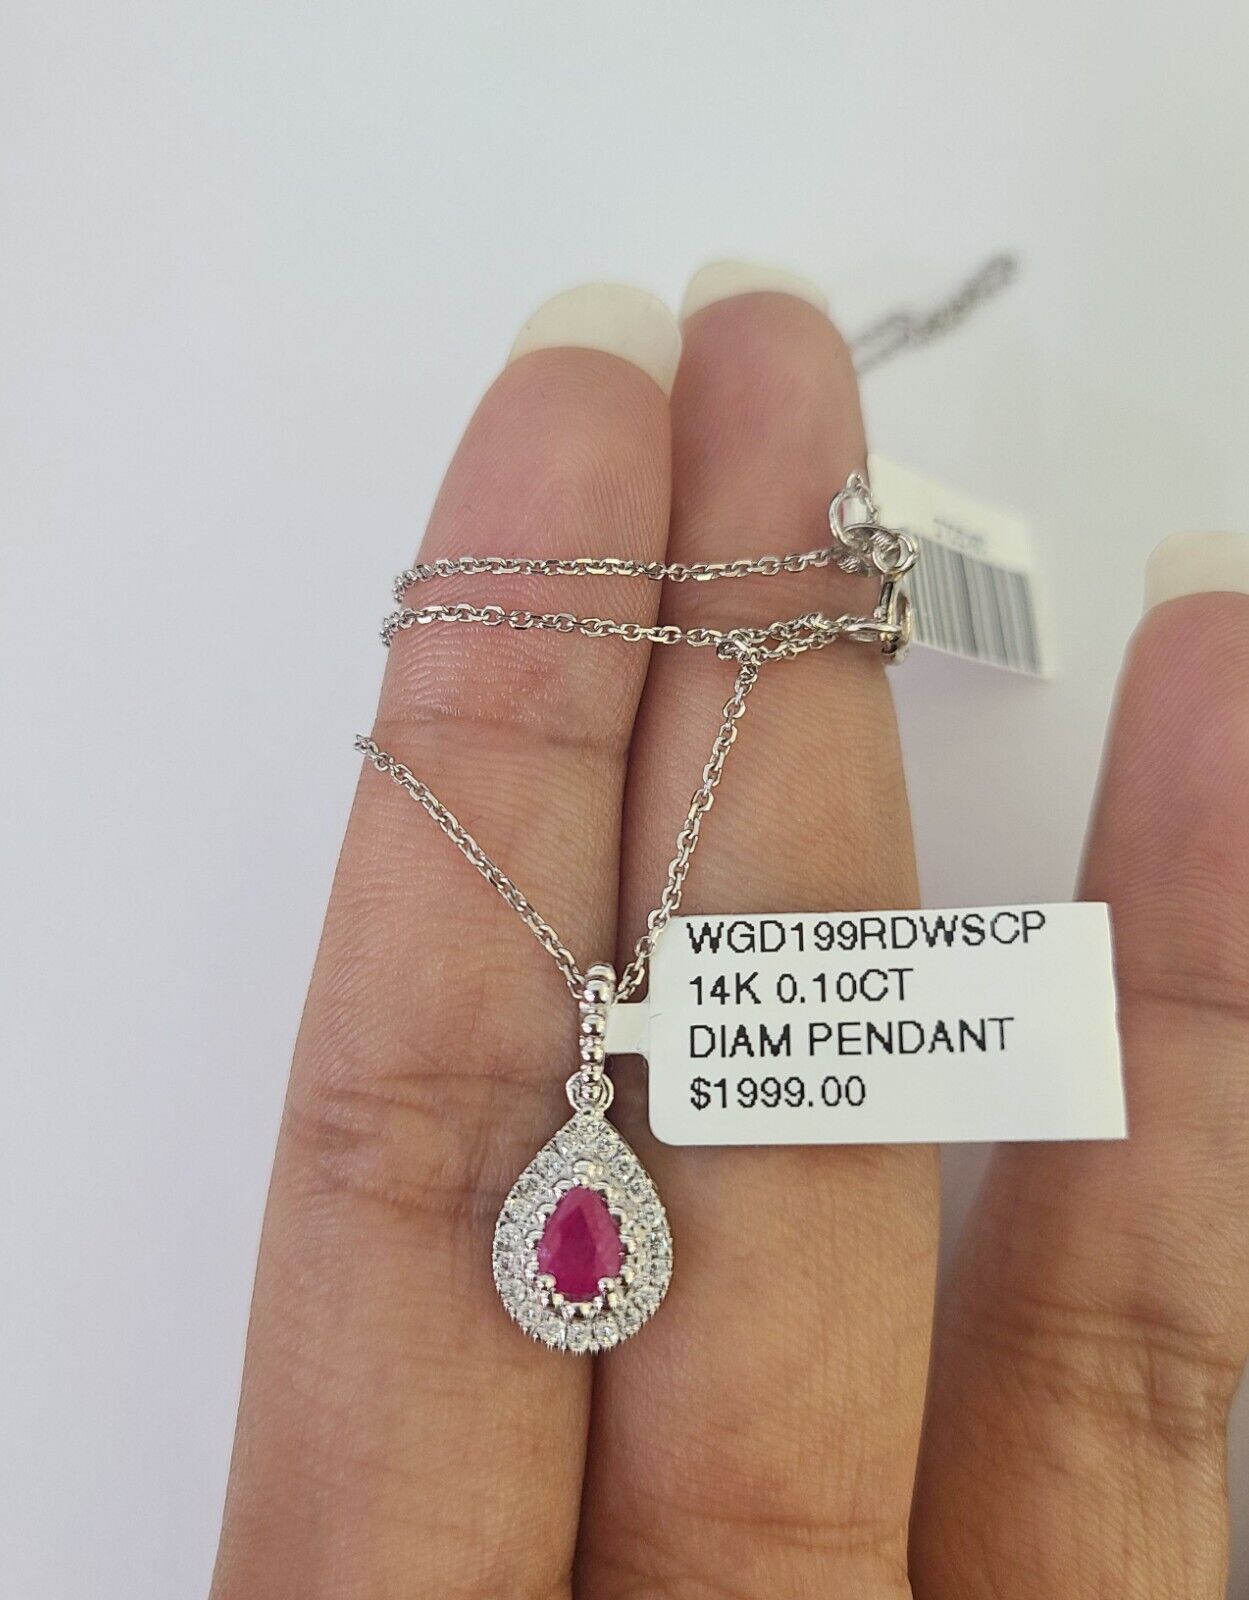 WGD199RDWSCP
14K 0.10CT
DIAM PENDANT
$1999.00